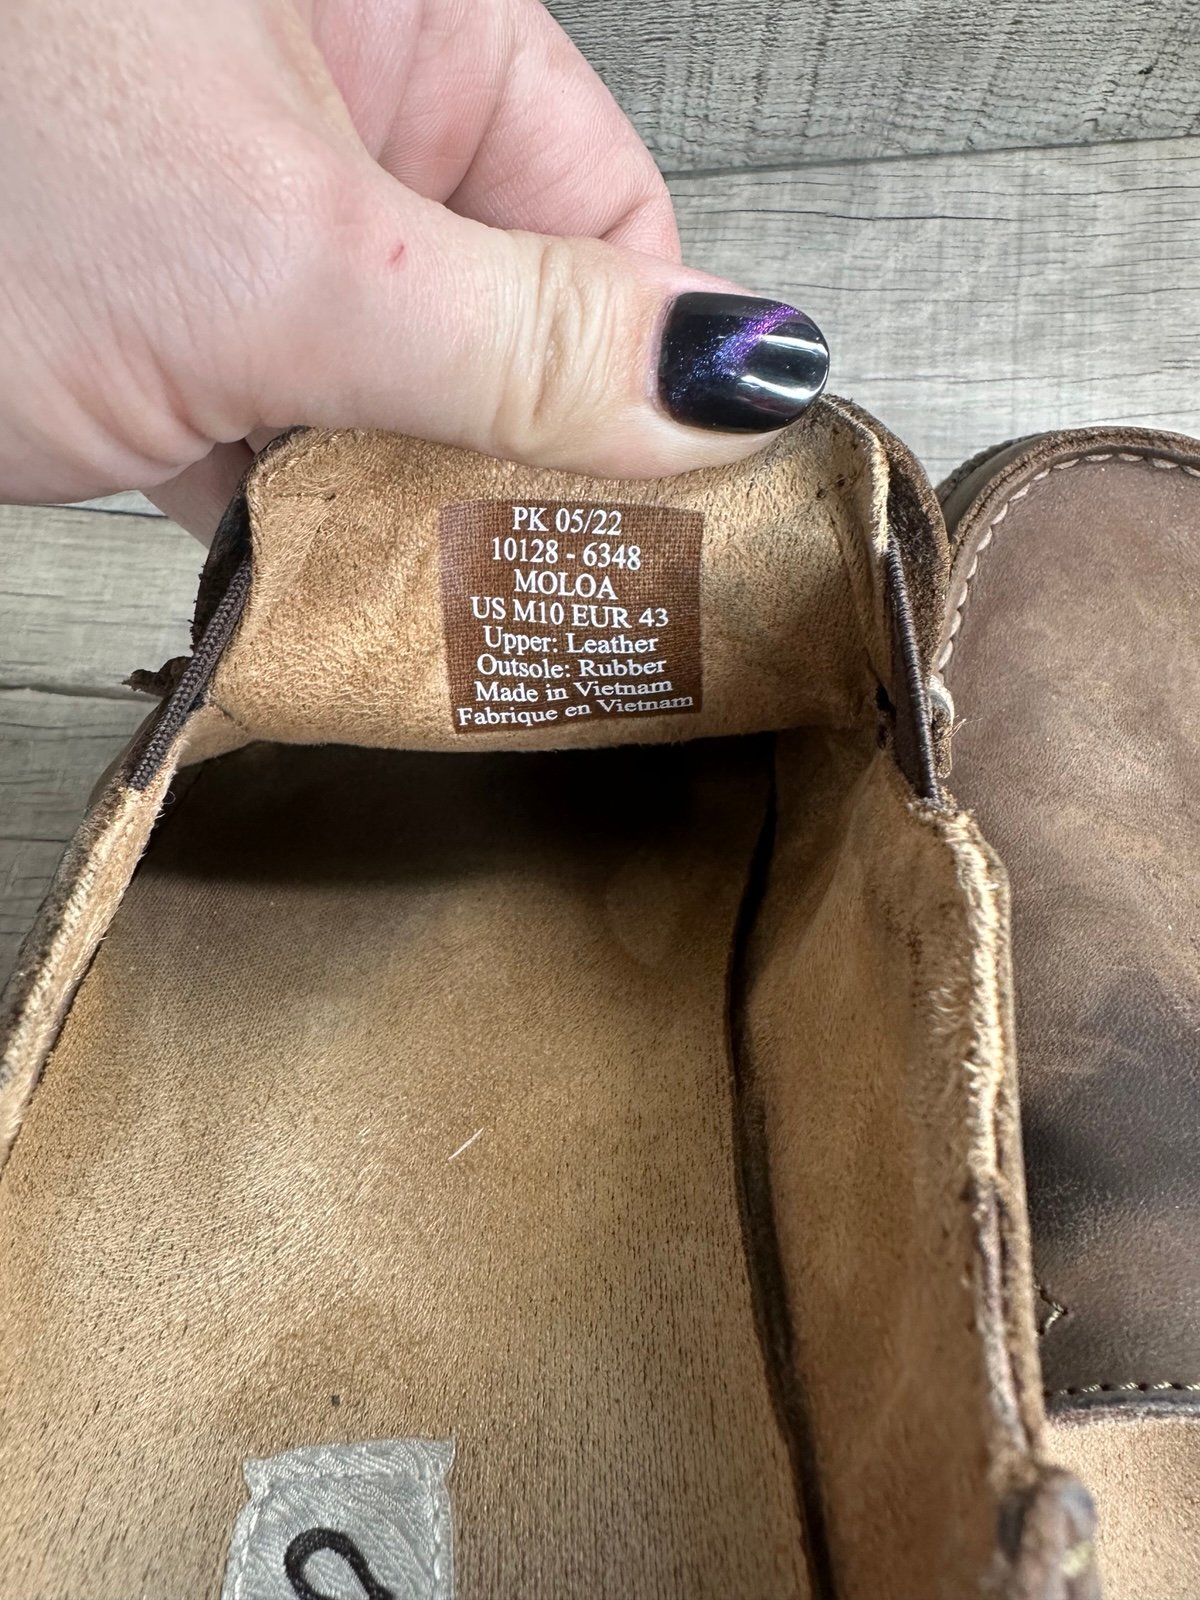 PK 05/22
10128 - 6348
MOLOA
US M10 EUR 43
Upper: Leather
Outsole: Rubber
Made in Vietnam
Fabrique en Vietnam